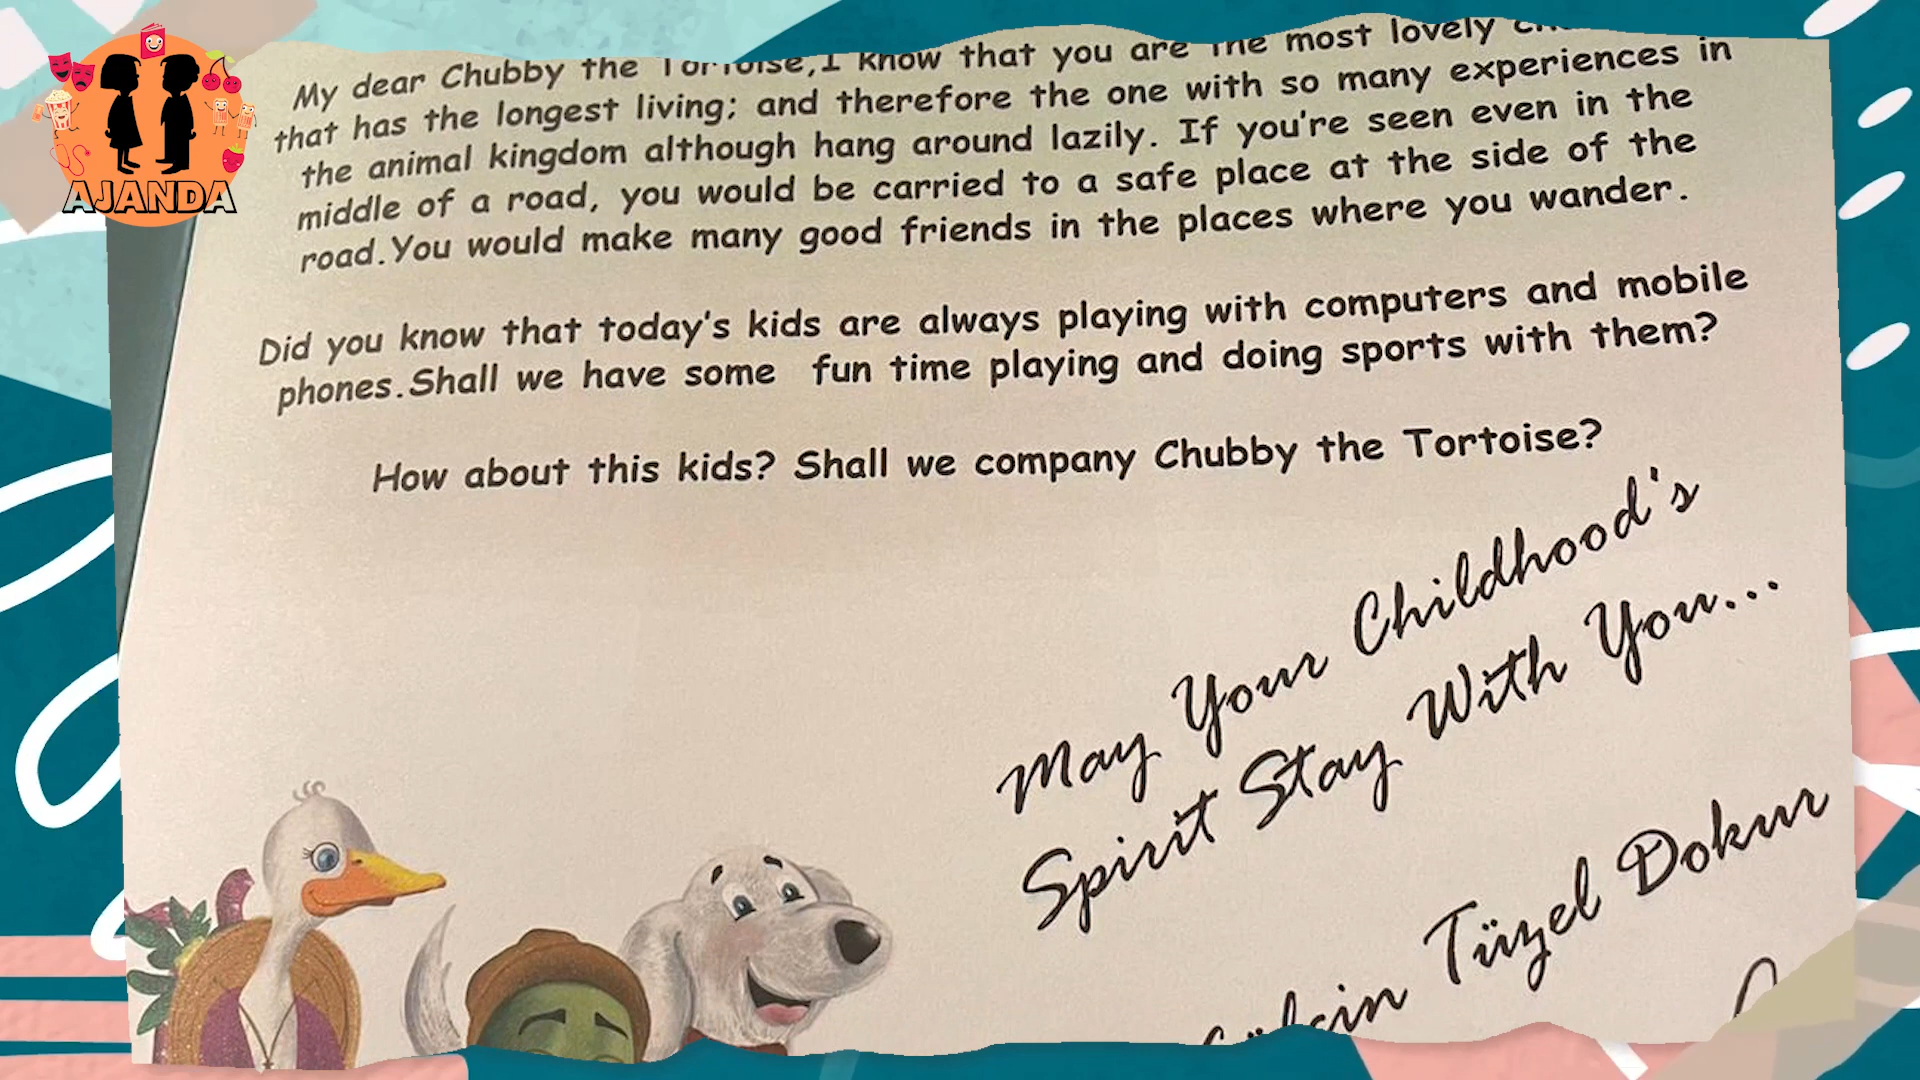 AJANDA
My dear Chubby the Tortoise,I know that you are the most lovely
that has the longest living; and therefore the one with so many experiences in
the animal kingdom although hang around lazily. If you're seen even in the
middle of a road, you would be carried to a safe place at the side of the
road.You would make many good friends in the places where you wander.
Did you know that today's kids are always playing with computers and mobile
phones.Shall we have some fun time playing and doing sports with them?
How about this kids? Shall we company Chubby the Tortoise?
May Your Childhood's
Spirit Stay With You...
Tüzel Dokur